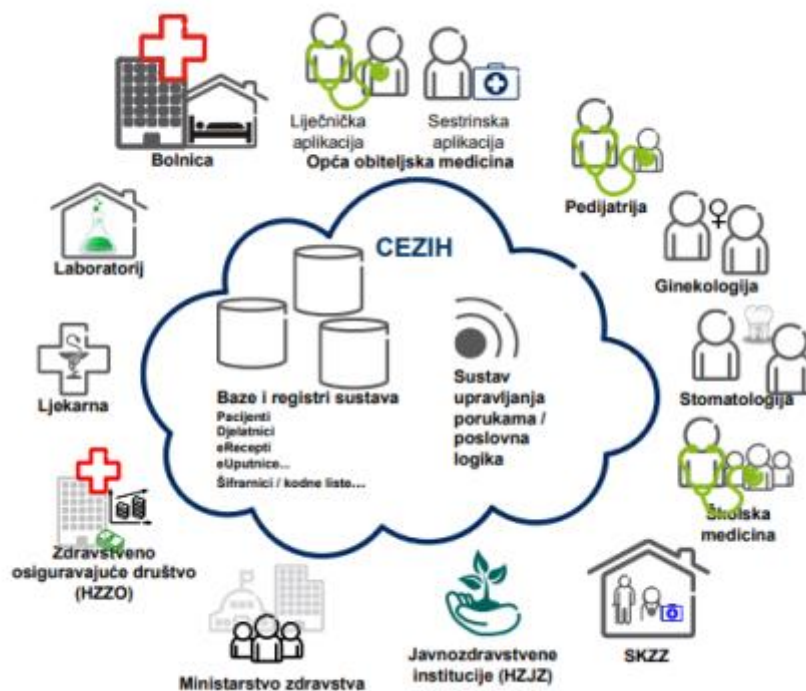 Bolnica
Liječnička
aplikacija
Sestrinska
aplikacija
Opća obiteljska medicina
Pedijatrija
Ginekologija
Stomatologija
Školska
medicina
SKZZ
Javnozdravstvene
institucije (HZJZ)
Ministarstvo zdravstva
Zdravstveno
osiguravajuće društvo
(HZZO)
Ljekarna
Laboratorij
CEZIH
Baze i registri sustava
Pacijenti
Djelatnici
eRecepti
eUputnice...
Šifrarnici / kodne liste...
Sustav
upravljanja
porukama /
poslovna
logika